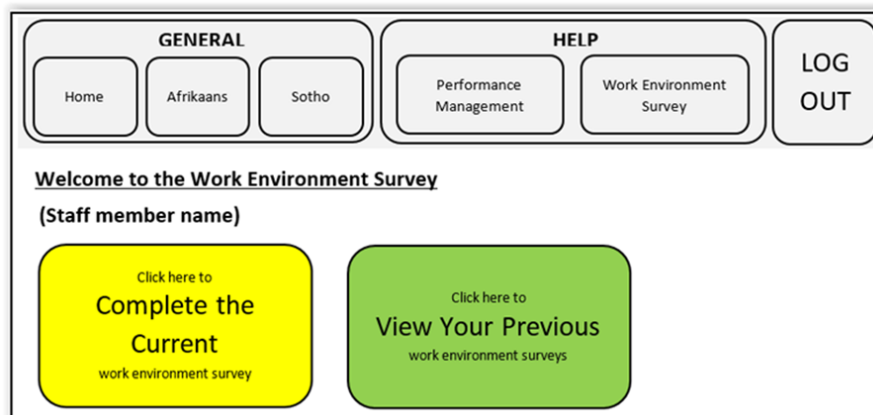 GENERAL
Home
Afrikaans
Sotho
HELP
Performance
Management
Work Environment
Survey
LOG
OUT
Welcome to the Work Environment Survey
(Staff member name)
Click here to
Complete the
Current
work environment survey
Click here to
View Your Previous
work environment surveys